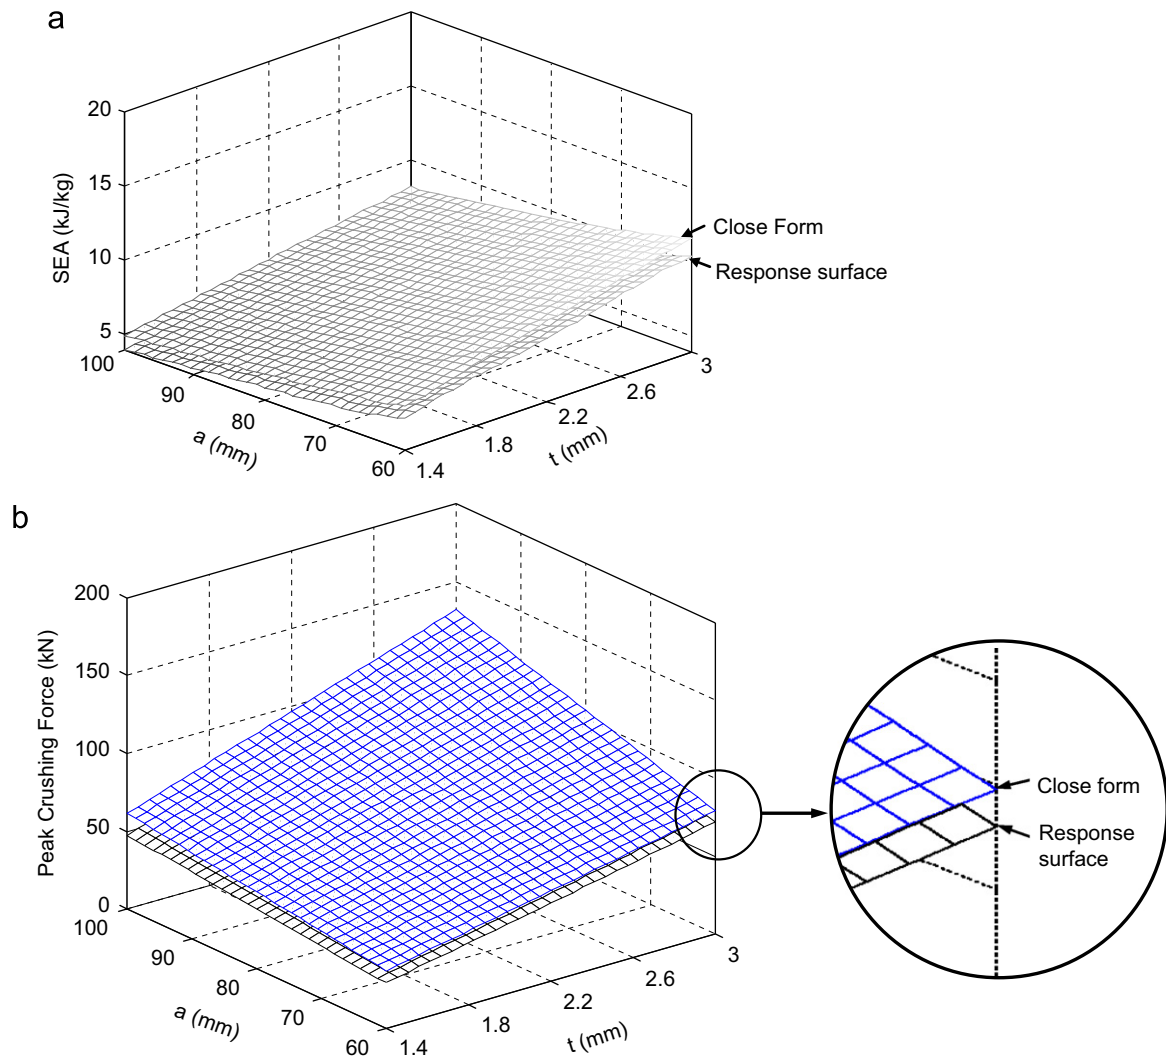 a
20
15
10
5
SEA (kJ/kg)
Close Form
Response surface
100
90
80
70
60
a (mm)
1.4
1.8
2.2
2.6
3
t (mm)
b
200
150
100
50
0
Peak Crushing Force (kN)
100
90
80
70
60
a (mm)
1.4
1.8
2.2
2.6
3
t (mm)
Close form
Response
surface